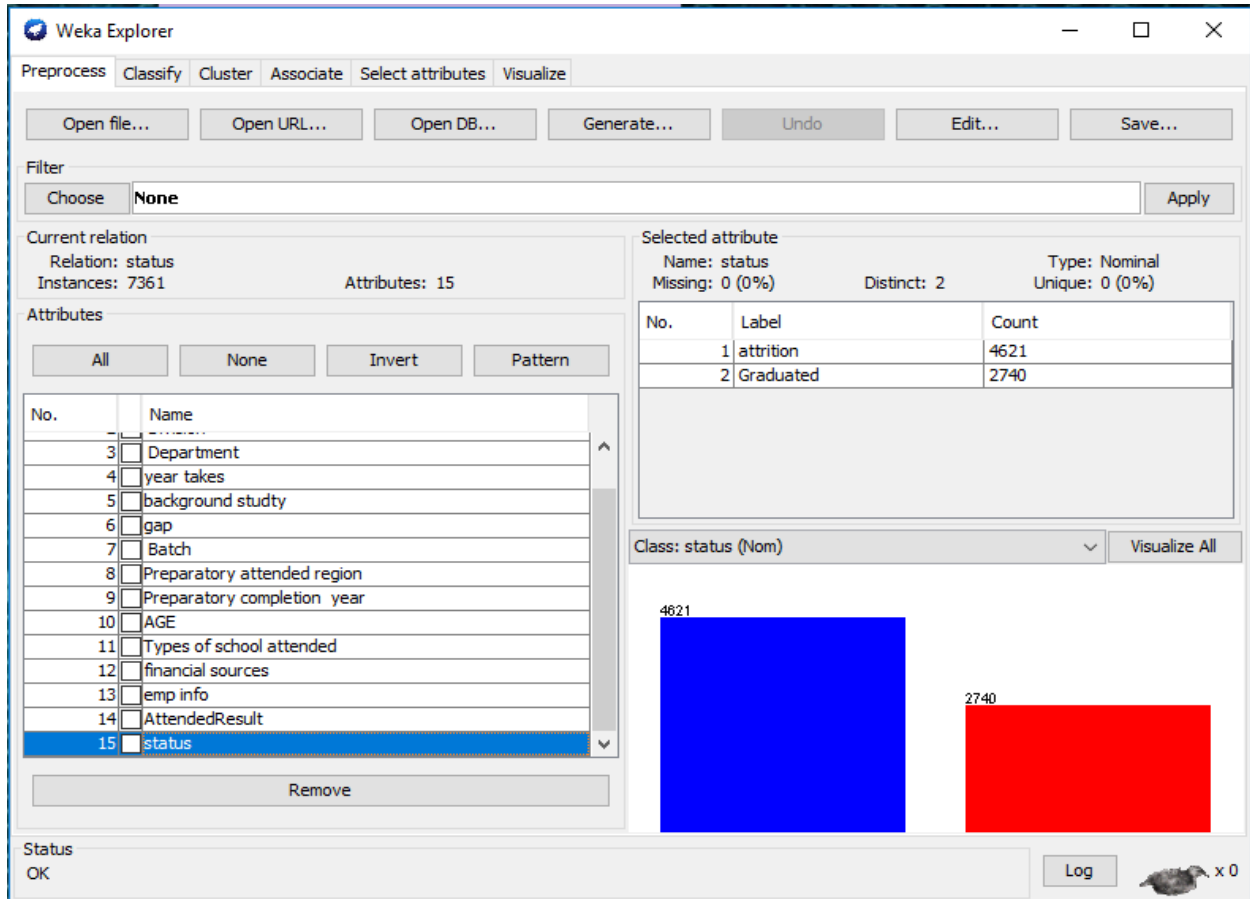 Weka Explorer
Preprocess Classify Cluster Associate Select attributes Visualize
Open file... Open URL... Open DB... Generate... Undo Edit... Save...
Filter
Choose None Apply
Current relation
Relation: status
Instances: 7361 Attributes: 15
Attributes
All None Invert Pattern
No. Name
3 Department
4 year takes
5 background studty
6 gap
7 Batch
8 Preparatory attended region
9 Preparatory completion year
10 AGE
11 Types of school attended
12 financial sources
13 emp info
14 AttendedResult
15 status
Remove
Selected attribute
Name: status Type: Nominal
Missing: 0 (0%) Distinct: 2 Unique: 0 (0%)
No. Label Count
1 attrition 4621
2 Graduated 2740
Class: status (Nom) Visualize All
4621
2740
Status
OK
Log x 0